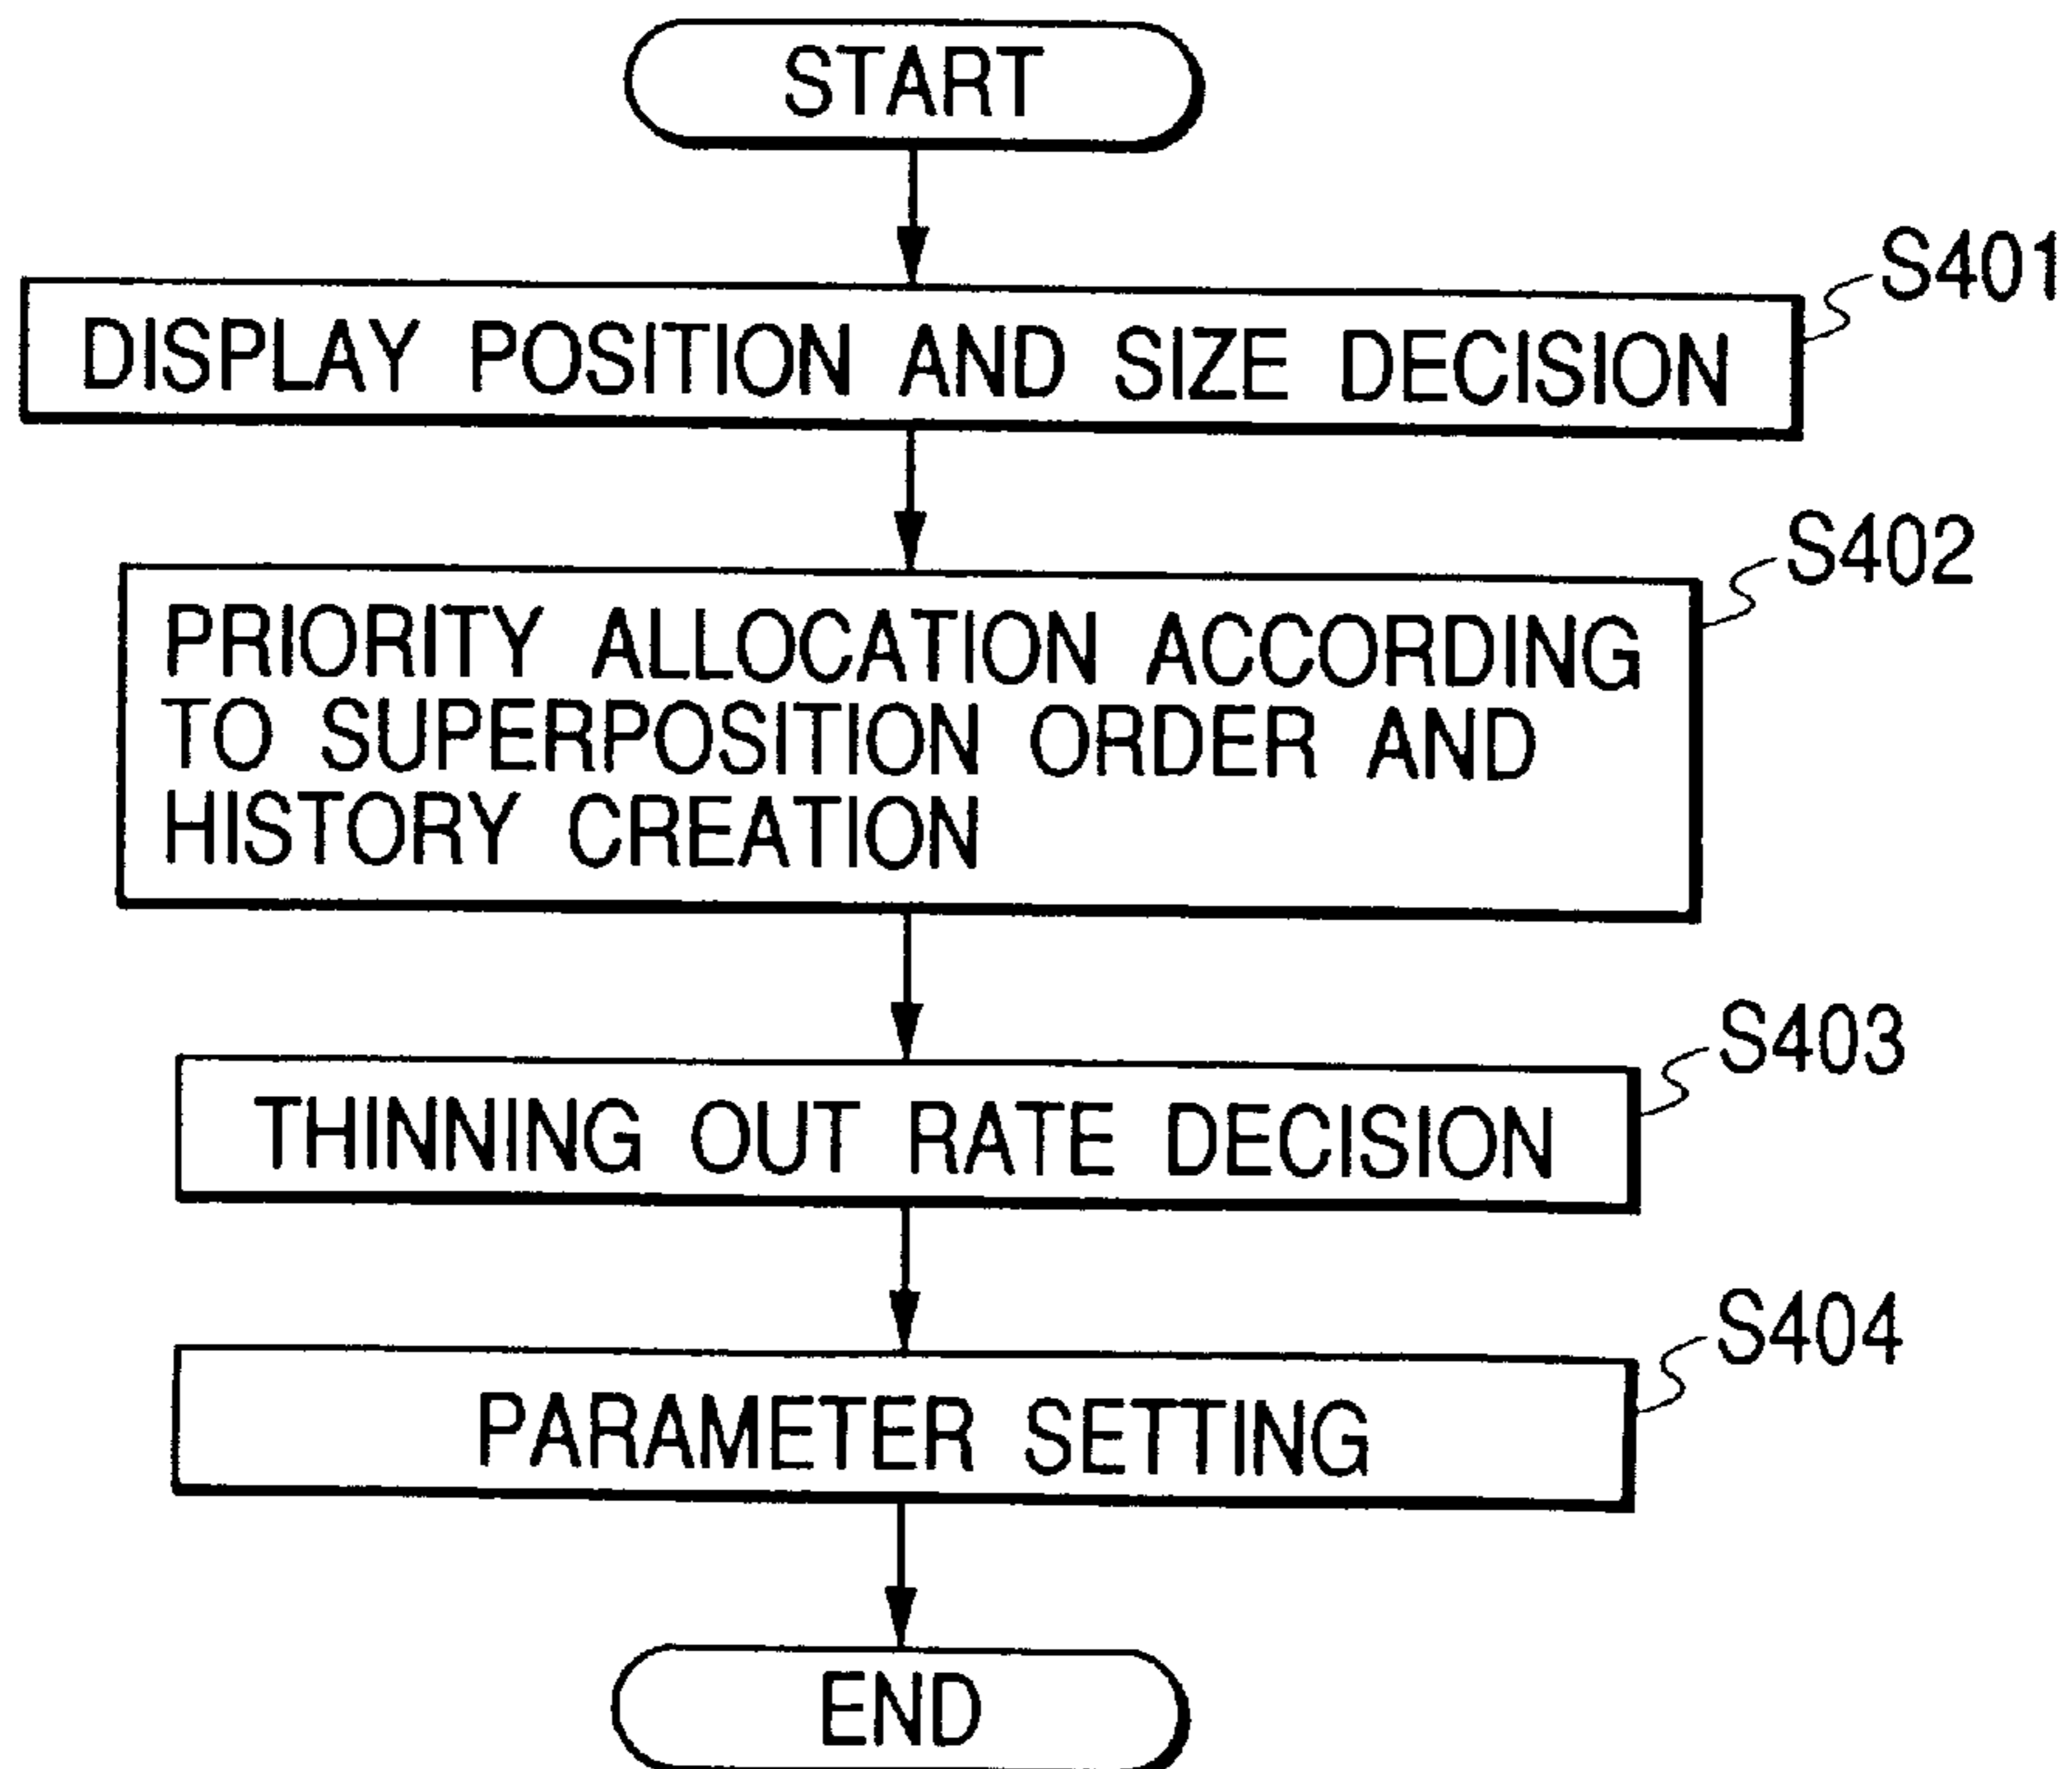 START
S401
DISPLAY POSITION AND SIZE DECISION
S402
PRIORITY ALLOCATION ACCORDING
TO SUPERPOSITION ORDER AND
HISTORY CREATION
S403
THINNING OUT RATE DECISION
S404
PARAMETER SETTING
END